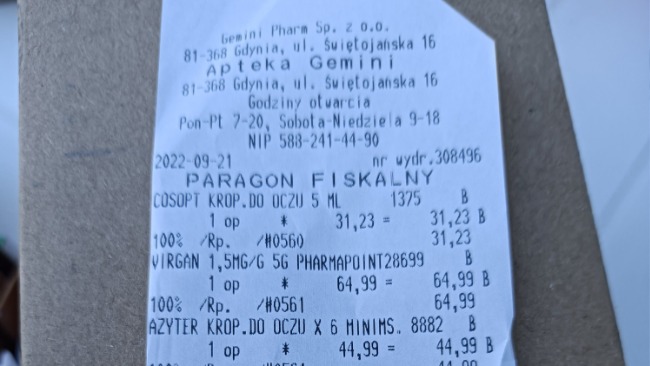 Gemini Pharm Sp. z o.o.
81-368 Gdynia, ul. Świętojańska 16
Apteka Gemini
81-368 Gdynia, ul. Świętojańska 16
Godziny otwarcia
Pon-Pt 7-20, Sobota-Niedziela 9-18
NIP 588-241-44-90
2022-09-21 nr wydr.308496
PARAGON FISKALNY
COSOPT KROP.DO OCZU 5 ML 1375 B
1 op * 31,23 = 31,23 B
100% /Rp. /#0560 31,23
VIRGAN 1,5MG/G 5G PHARMAPOINT28699 B
1 op * 64,99 = 64,99 B
100% /Rp. /#0561 64,99
AZYTER KROP.DO OCZU X 6 MINIMS. 8882 B
1 op * 44,99 = 44,99 B